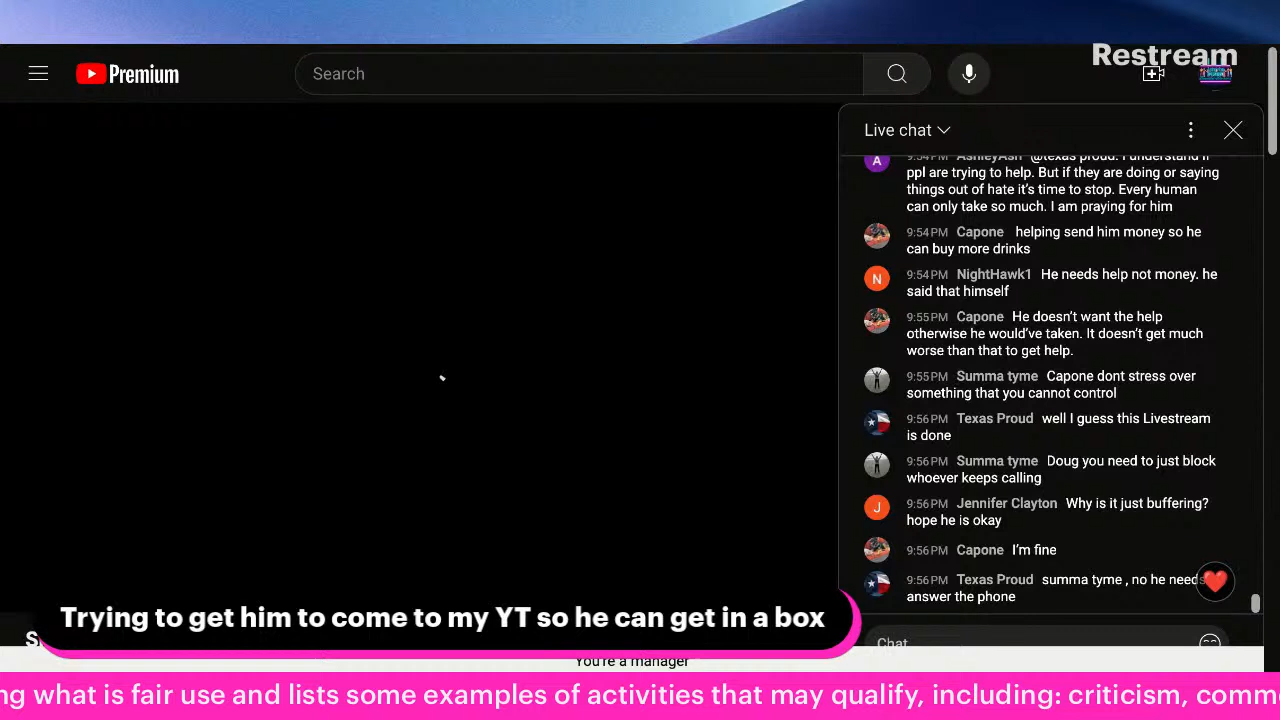 Restream
Premium
Search
Live chat
9:54 PM AshleyAsh @texas proud. I understand if
ppl are trying to help. But if they are doing or saying
things out of hate it's time to stop. Every human
can only take so much. I am praying for him
9:54 PM Capone helping send him money so he
can buy more drinks
N
9:54 PM NightHawk1 He needs help not money. he
said that himself
9:55 PM Capone He doesn't want the help
otherwise he would've taken. It doesn't get much
worse than that to get help.
9:55 PM Summa tyme Capone dont stress over
something that you cannot control
9:56 PM Texas Proud well I guess this Livestream
is done
9:56 PM Summa tyme Doug you need to just block
whoever keeps calling
J
9:56 PM Jennifer Clayton Why is it just buffering?
hope he is okay
9:56 PM Capone I'm fine
9:56 PM Texas Proud summa tyme , no he needs
answer the phone
Chat
Trying to get him to come to my YT so he can get in a box
You're a manager
ng what is fair use and lists some examples of activities that may qualify, including: criticism, comm